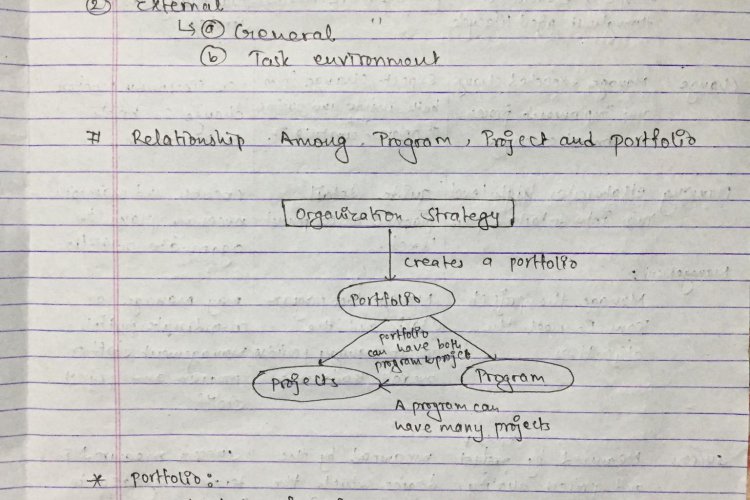 ② External
↳ ⓐ General "
ⓑ Task environment
# Relationship Among Program, Project and portfolio
Organization Strategy
creates a portfolio
Portfolio
portfolio
can have both
program & project
Projects
Program
A program can
have many projects
* portfolio: